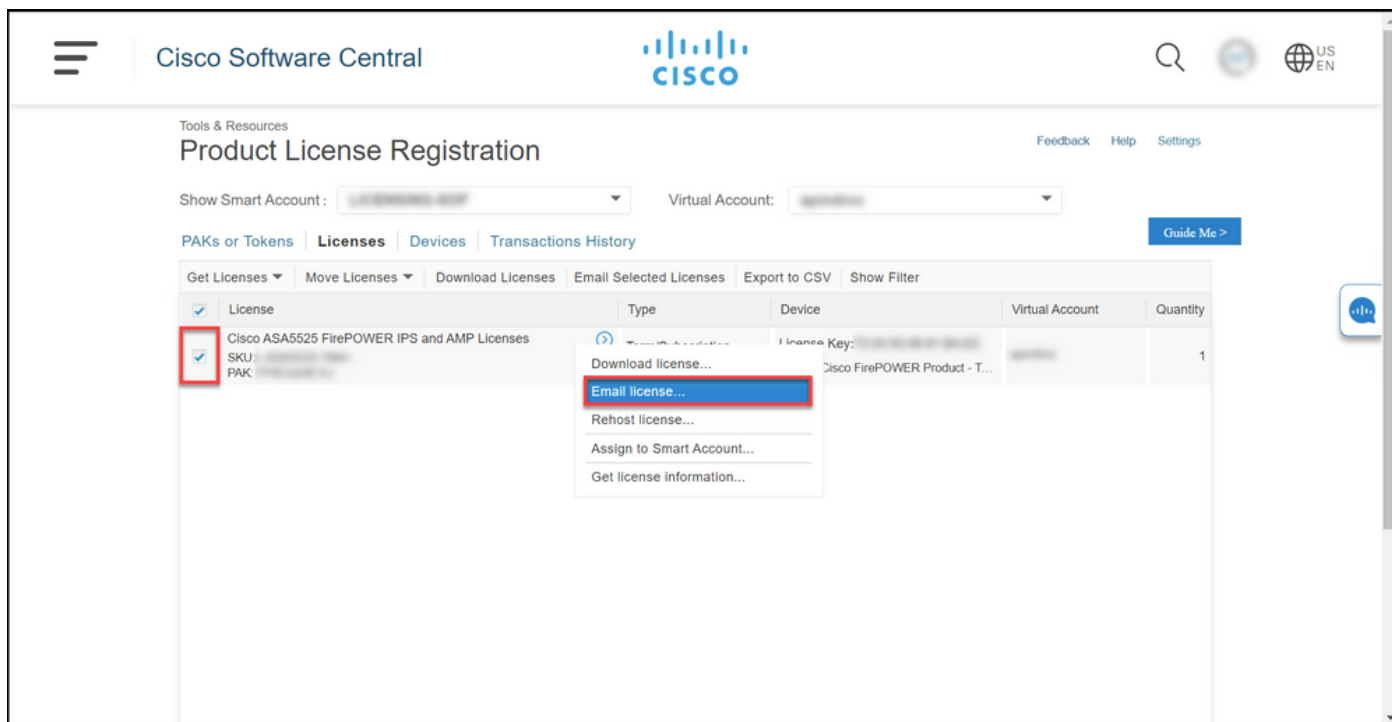 Cisco Software Central
CISCO
US
EN
Tools & Resources
Product License Registration
Feedback Help Settings
Show Smart Account :
Virtual Account:
PAKs or Tokens Licenses Devices Transactions History
Guide Me >
Get Licenses Move Licenses Download Licenses Email Selected Licenses Export to CSV Show Filter
License Type Device Virtual Account Quantity
Cisco ASA5525 FirePOWER IPS and AMP Licenses
SKU:
PAK:
License Key:
Cisco FirePOWER Product - T...
1
Download license...
Email license...
Rehost license...
Assign to Smart Account...
Get license information...